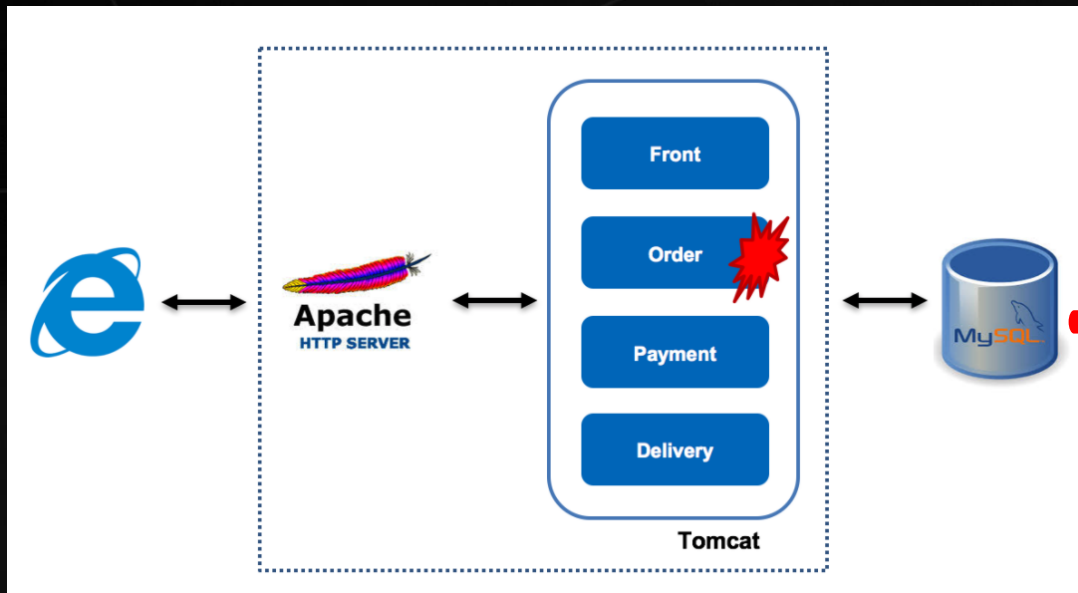 Front
Order
Apache
HTTP SERVER
Payment
MySQL
Delivery
Tomcat